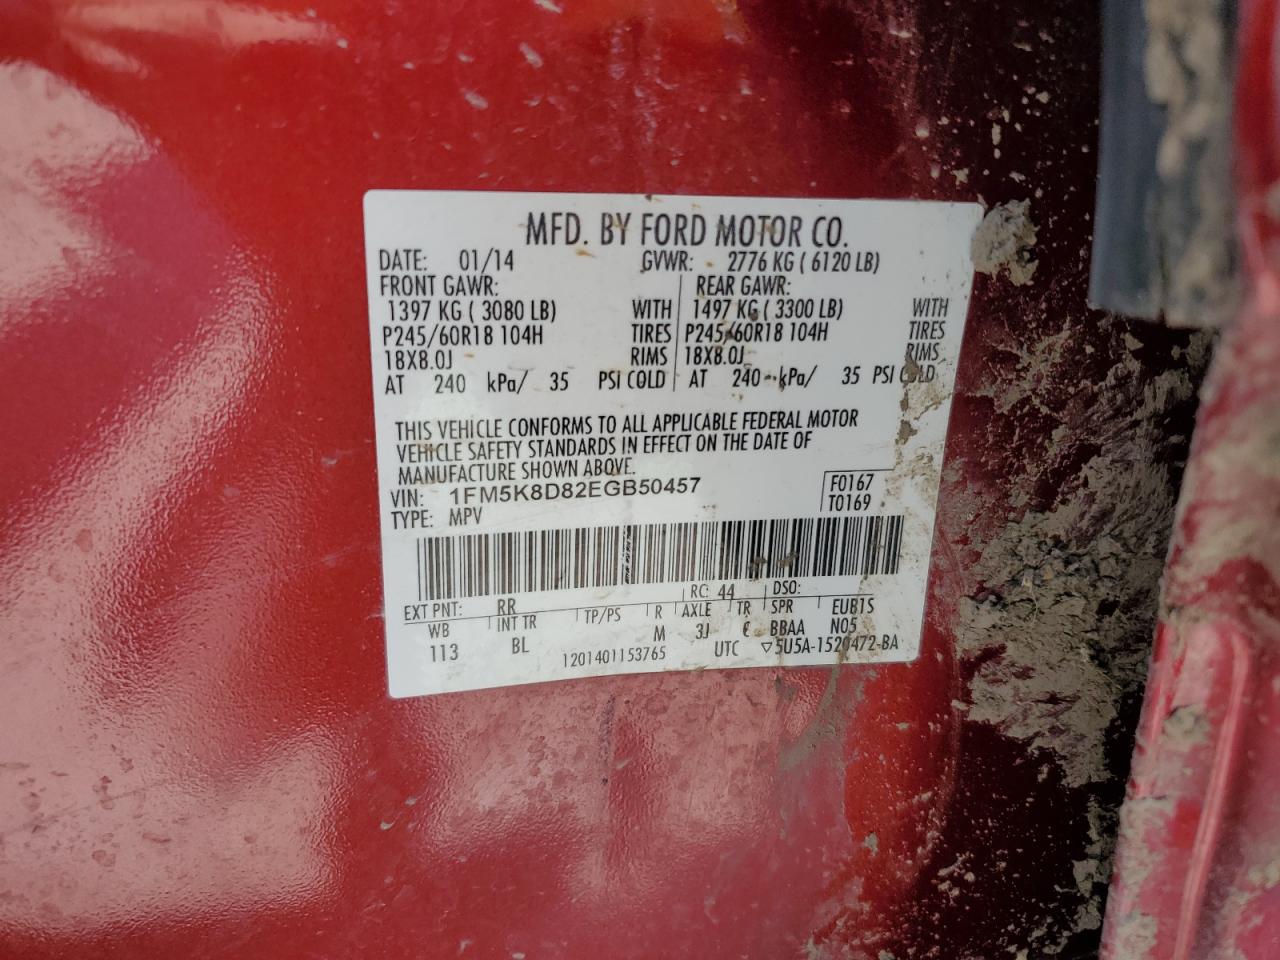 MFD. BY FORD MOTOR CO.
DATE: 01/14 GVWR: 2776 KG ( 6120 LB)
FRONT GAWR: REAR GAWR:
1397 KG ( 3080 LB) WITH 1497 KG ( 3300 LB) WITH
P245/60R18 104H TIRES P245/60R18 104H TIRES
18X8.0J RIMS 18X8.0J RIMS
AT 240 kPa/ 35 PSI COLD AT 240 kPa/ 35 PSI COLD
THIS VEHICLE CONFORMS TO ALL APPLICABLE FEDERAL MOTOR
VEHICLE SAFETY STANDARDS IN EFFECT ON THE DATE OF
MANUFACTURE SHOWN ABOVE.
VIN: 1FM5K8D82EGB50457 F0167
TYPE: MPV T0169
EXT PNT: RR RC: 44 DSO:
WB INT TR TP/PS R AXLE TR SPR EUB1S
113 BL M 3J € BBAA N05
1201401153765 UTC ▽5U5A-1520472-BA